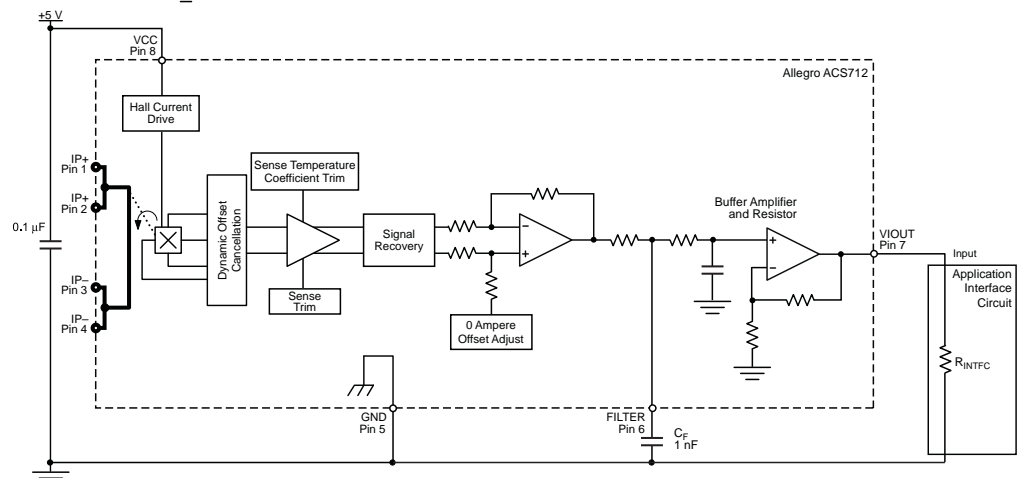 +5 V
VCC
Pin 8
Allegro ACS712
Hall Current
Drive
IP+
Pin 1
IP+
Pin 2
0.1 µF
IP–
Pin 3
IP–
Pin 4
Dynamic Offset
Cancellation
Sense Temperature
Coefficient Trim
Sense
Trim
Signal
Recovery
0 Ampere
Offset Adjust
Buffer Amplifier
and Resistor
VIOUT
Pin 7
Input
Application
Interface
Circuit
RINTFC
GND
Pin 5
FILTER
Pin 6
CF
1 nF